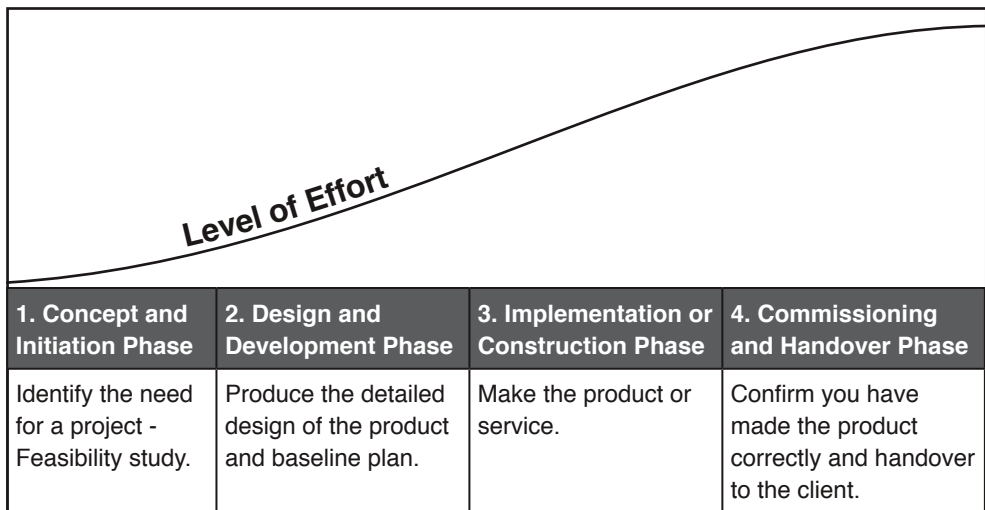 Level of Effort
1. Concept and
Initiation Phase
2. Design and
Development Phase
3. Implementation or
Construction Phase
4. Commissioning
and Handover Phase
Identify the need
for a project -
Feasibility study.
Produce the detailed
design of the product
and baseline plan.
Make the product or
service.
Confirm you have
made the product
correctly and handover
to the client.